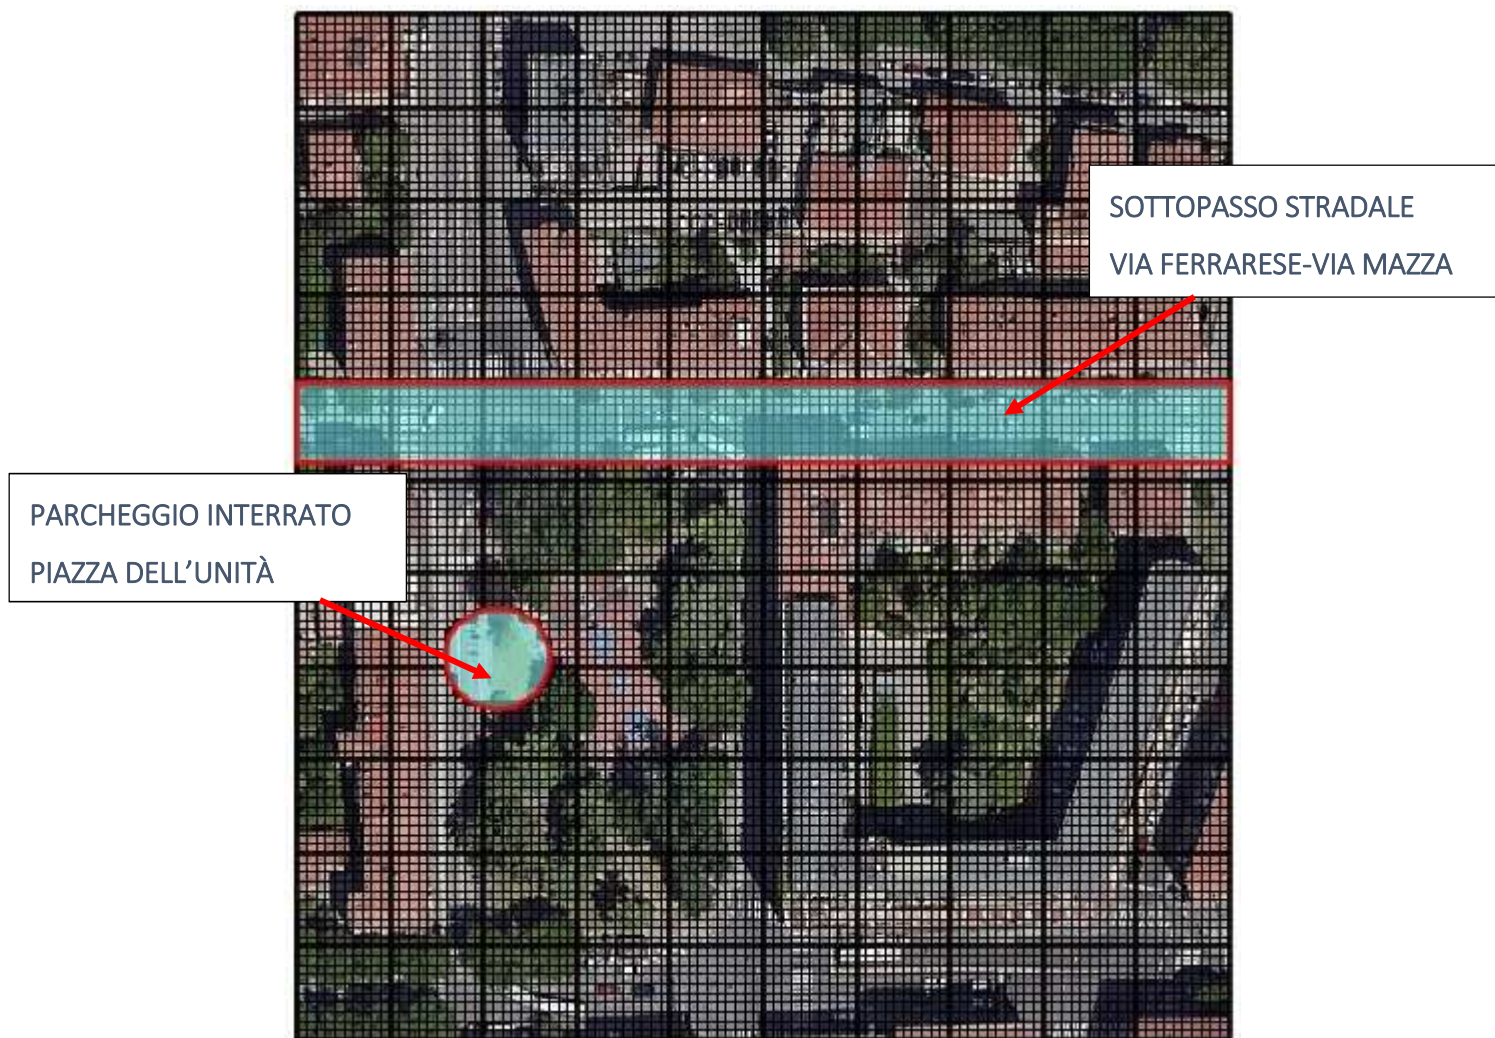 SOTTOPASSO STRADALE
VIA FERRARESE-VIA MAZZA
PARCHEGGIO INTERRATO
PIAZZA DELL'UNITÀ